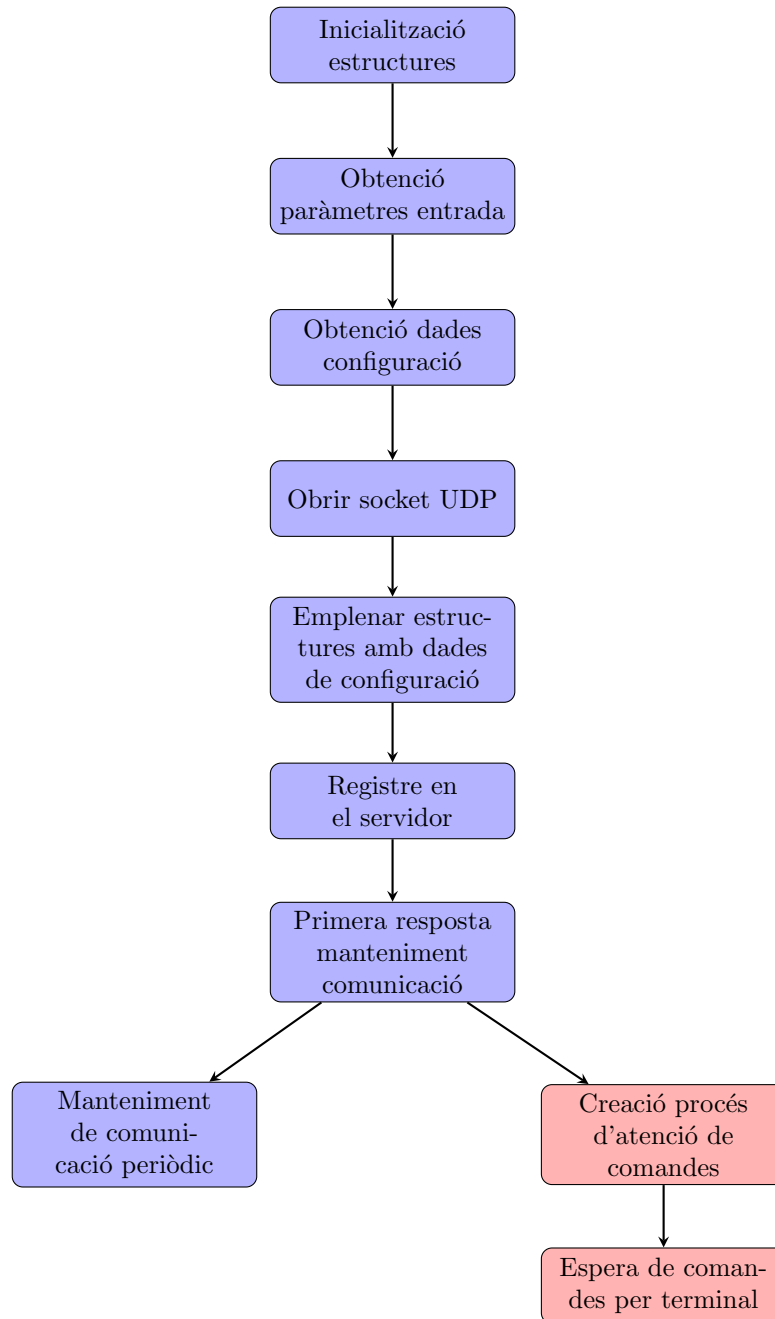 Inicialització
estructures
Obtenció
paràmetres entrada
Obtenció dades
configuració
Obrir socket UDP
Emplenar estruc-
tures amb dades
de configuració
Registre en
el servidor
Primera resposta
manteniment
comunicació
Manteniment
de comuni-
cació periòdic
Creació procés
d'atenció de
comandes
Espera de coman-
des per terminal